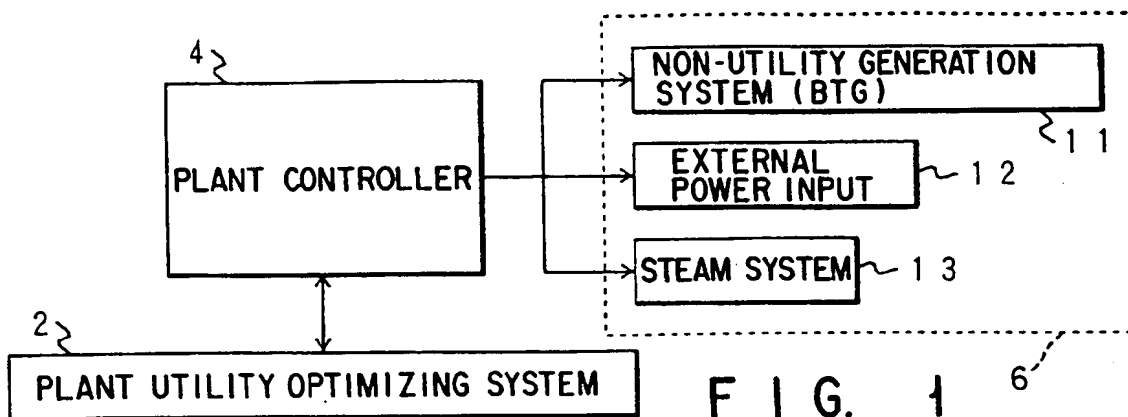 4
NON-UTILITY GENERATION
SYSTEM (BTG)
11
PLANT CONTROLLER
EXTERNAL
POWER INPUT
12
STEAM SYSTEM
13
2
PLANT UTILITY OPTIMIZING SYSTEM
FIG. 1
6